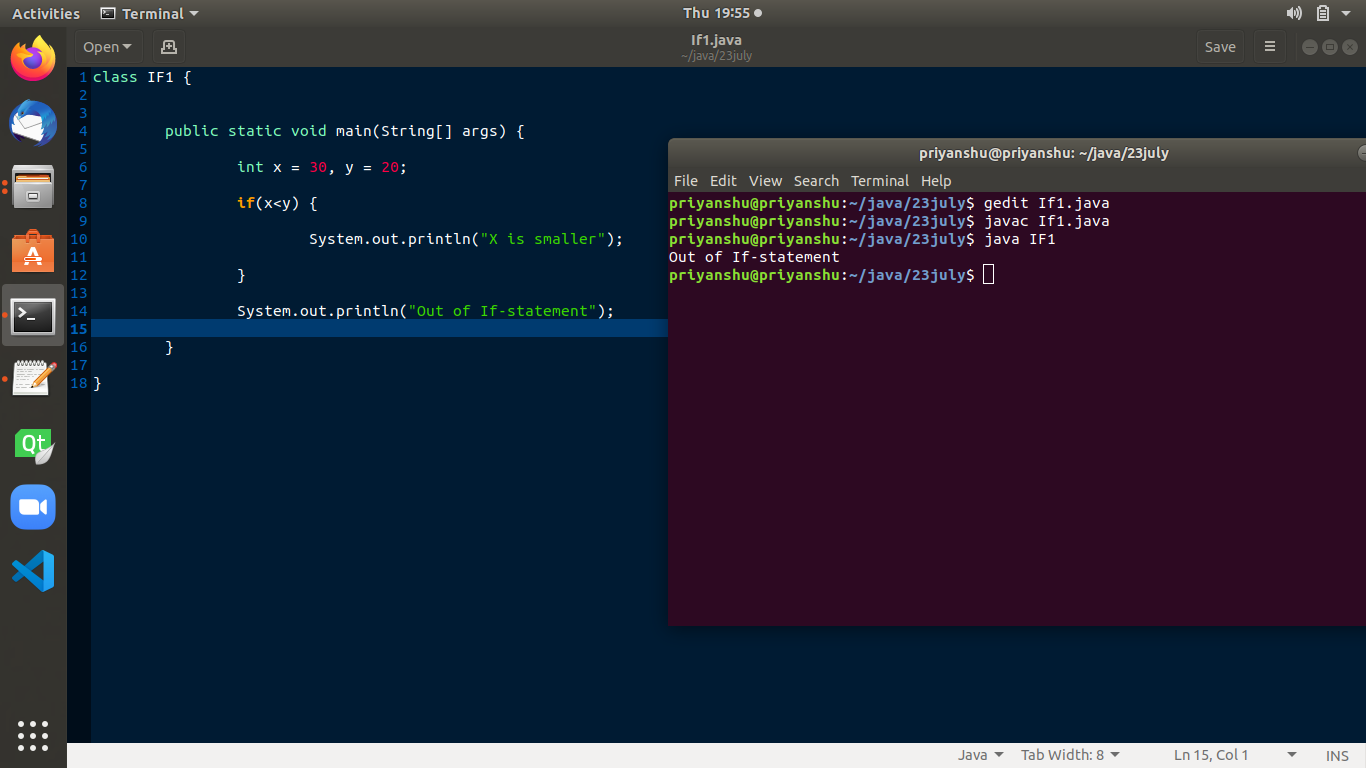 Activities Terminal Thu 19:55
Open If1.java Save
~/java/23july
1 class IF1 {
2
3
4 public static void main(String[] args) {
5
6 int x = 30, y = 20;
7
8 if(x<y) {
9
10 System.out.println("X is smaller");
11
12 }
13
14 System.out.println("Out of If-statement");
15
16 }
17
18 }
priyanshu@priyanshu: ~/java/23july
File Edit View Search Terminal Help
priyanshu@priyanshu:~/java/23july$ gedit If1.java
priyanshu@priyanshu:~/java/23july$ javac If1.java
priyanshu@priyanshu:~/java/23july$ java IF1
Out of If-statement
priyanshu@priyanshu:~/java/23july$
Qt
Java Tab Width: 8 Ln 15, Col 1 INS